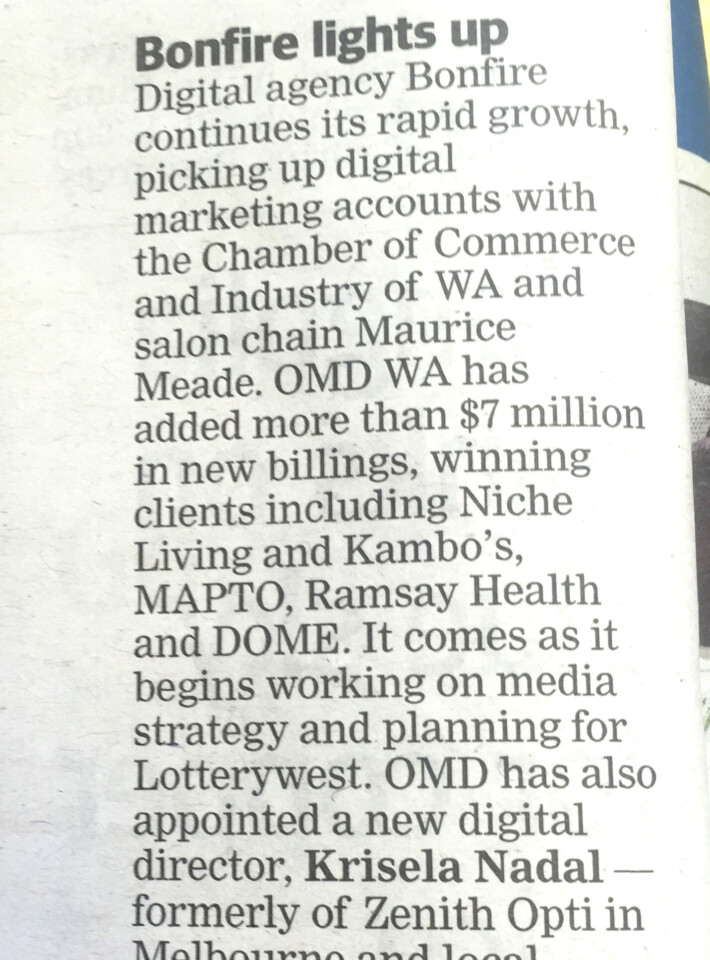 Bonfire lights up
Digital agency Bonfire
continues its rapid growth,
picking up digital
marketing accounts with
the Chamber of Commerce
and Industry of WA and
salon chain Maurice
Meade. OMD WA has
added more than $7 million
in new billings, winning
clients including Niche
Living and Kambo’s,
MAPTO, Ramsay Health
and DOME. It comes as it
begins working on media
strategy and planning for
Lotterywest. OMD has also
appointed a new digital
director, Krisela Nadal —
formerly of Zenith Opti in
Melbourne and local